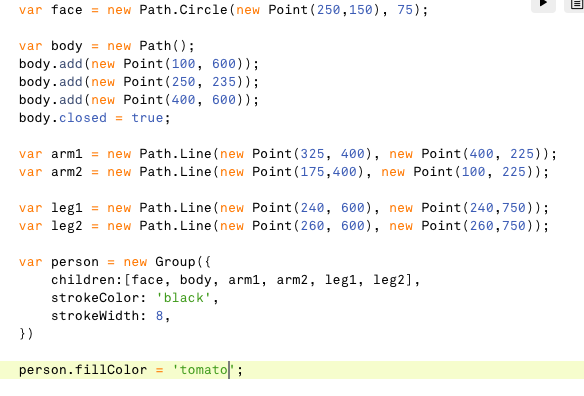 var face = new Path.Circle(new Point(250,150), 75);
var body = new Path();
body.add(new Point(100, 600));
body.add(new Point(250, 235));
body.add(new Point(400, 600));
body.closed = true;
var arm1 = new Path.Line(new Point(325, 400), new Point(400, 225));
var arm2 = new Path.Line(new Point(175,400), new Point(100, 225));
var leg1 = new Path.Line(new Point(240, 600), new Point(240,750));
var leg2 = new Path.Line(new Point(260, 600), new Point(260,750));
var person = new Group({
    children:[face, body, arm1, arm2, leg1, leg2],
    strokeColor: 'black',
    strokeWidth: 8,
})
person.fillColor = 'tomato';